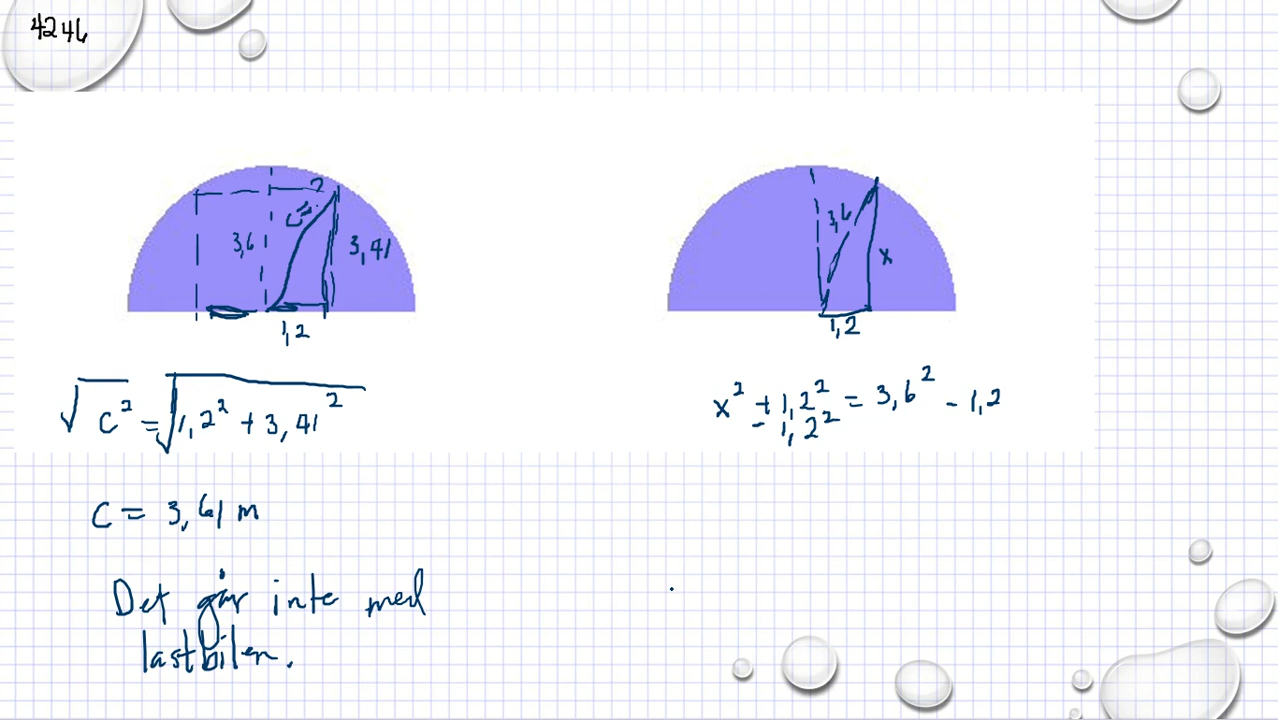 4246
?
c =
3,6
3,41
1,2
√c² = √1,2² + 3,41²
c = 3,61 m
Det går inte med
lastbilen.
3,6
x
1,2
x² + 1,2² = 3,6² - 1,2
- 1,2²